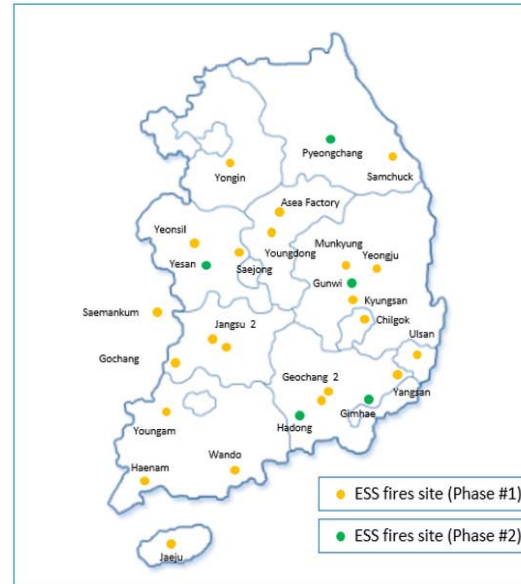 Pyeongchang
Samchuck
Yongin
Asea Factory
Yeonsil
Youngdong
Munkyung
Yeongju
Yesan
Saejong
Gunwi
Kyungsan
Saemankum
Jangsu 2
Chilgok
Ulsan
Gochang
Geochang 2
Yangsan
Gimhae
Youngam
Hadong
Haenam
Wando
ESS fires site (Phase #1)
ESS fires site (Phase #2)
Jaeju